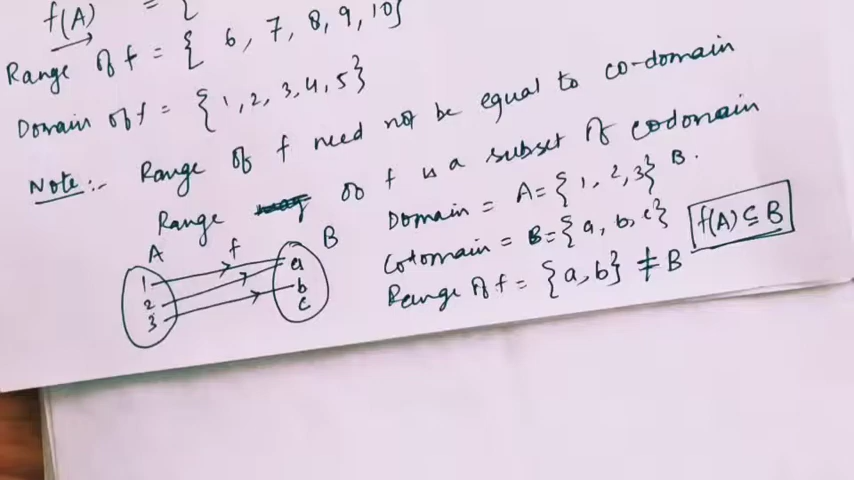 f(A) = {
Range of f = { 6, 7, 8, 9, 10}
Domain of f = { 1, 2, 3, 4, 5}
Note:- Range of f need not be equal to co-domain
Range of f is a subset of codomain B.
Domain = A = {1, 2, 3}
Codomain = B = {a, b, c}
f(A) ⊆ B
Range of f = {a, b} ≠ B
A f B
1 a
2 b
3 c